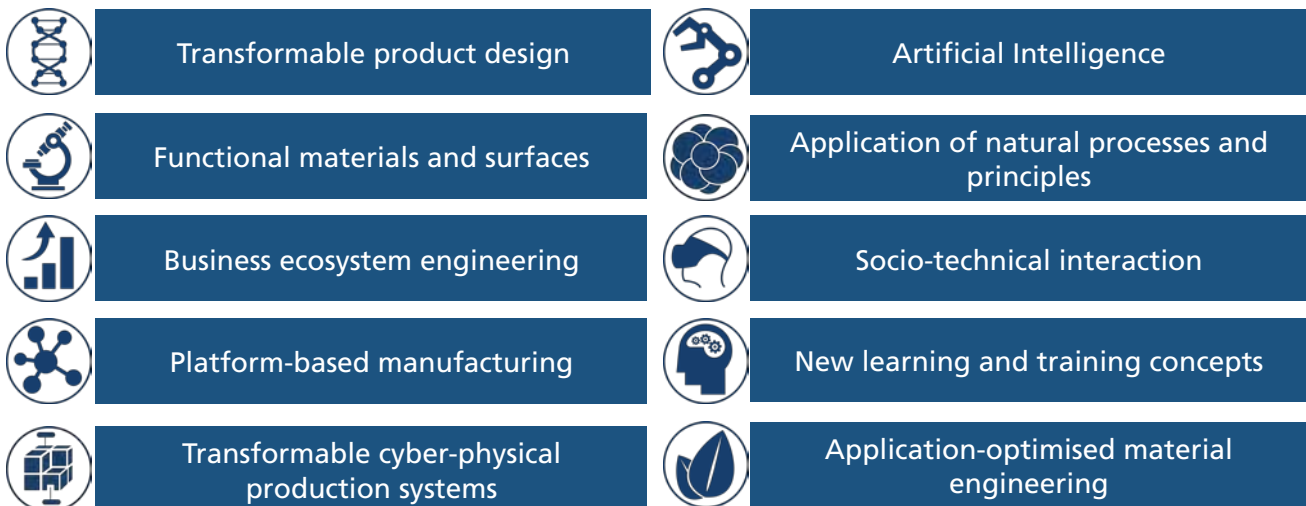 Transformable product design
Artificial Intelligence
Functional materials and surfaces
Application of natural processes and
principles
Business ecosystem engineering
Socio-technical interaction
Platform-based manufacturing
New learning and training concepts
Transformable cyber-physical
production systems
Application-optimised material
engineering